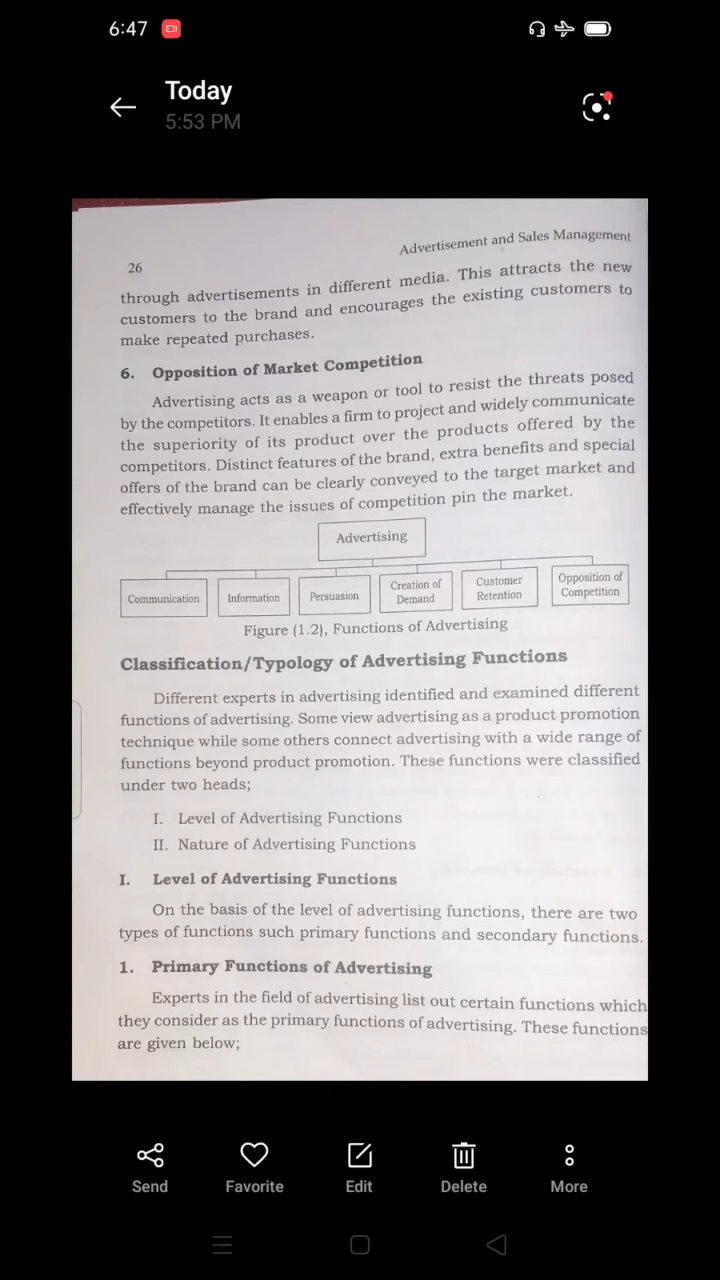 6:47
Today
5:53 PM
Advertisement and Sales Management
26
through advertisements in different media. This attracts the new
customers to the brand and encourages the existing customers to
make repeated purchases.
6. Opposition of Market Competition
Advertising acts as a weapon or tool to resist the threats posed
by the competitors. It enables a firm to project and widely communicate
the superiority of its product over the products offered by the
competitors. Distinct features of the brand, extra benefits and special
offers of the brand can be clearly conveyed to the target market and
effectively manage the issues of competition pin the market.
Advertising
Communication
Information
Persuasion
Creation of
Demand
Customer
Retention
Opposition of
Competition
Figure (1.2), Functions of Advertising
Classification/Typology of Advertising Functions
Different experts in advertising identified and examined different
functions of advertising. Some view advertising as a product promotion
technique while some others connect advertising with a wide range of
functions beyond product promotion. These functions were classified
under two heads;
I. Level of Advertising Functions
II. Nature of Advertising Functions
I. Level of Advertising Functions
On the basis of the level of advertising functions, there are two
types of functions such primary functions and secondary functions.
1. Primary Functions of Advertising
Experts in the field of advertising list out certain functions which
they consider as the primary functions of advertising. These functions
are given below;
Send
Favorite
Edit
Delete
More